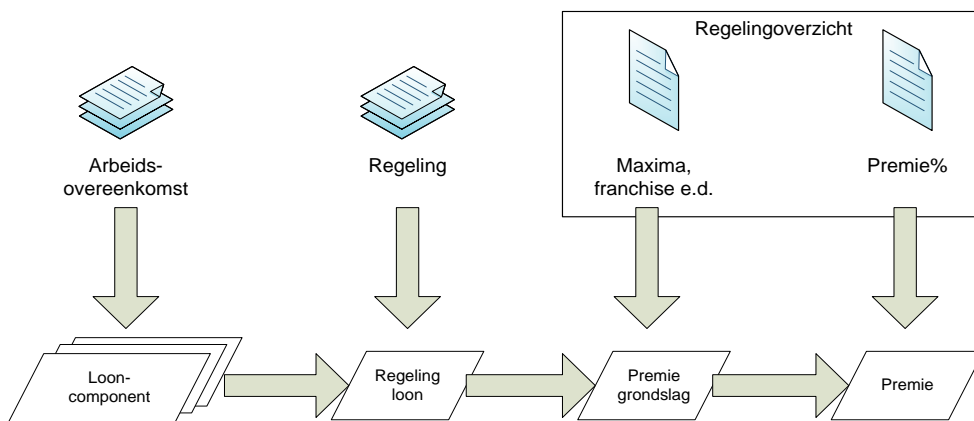 Regelingoverzicht
Arbeids-
overeenkomst
Regeling
Maxima,
franchise e.d.
Premie%
Loon-
component
Regeling
loon
Premie
grondslag
Premie